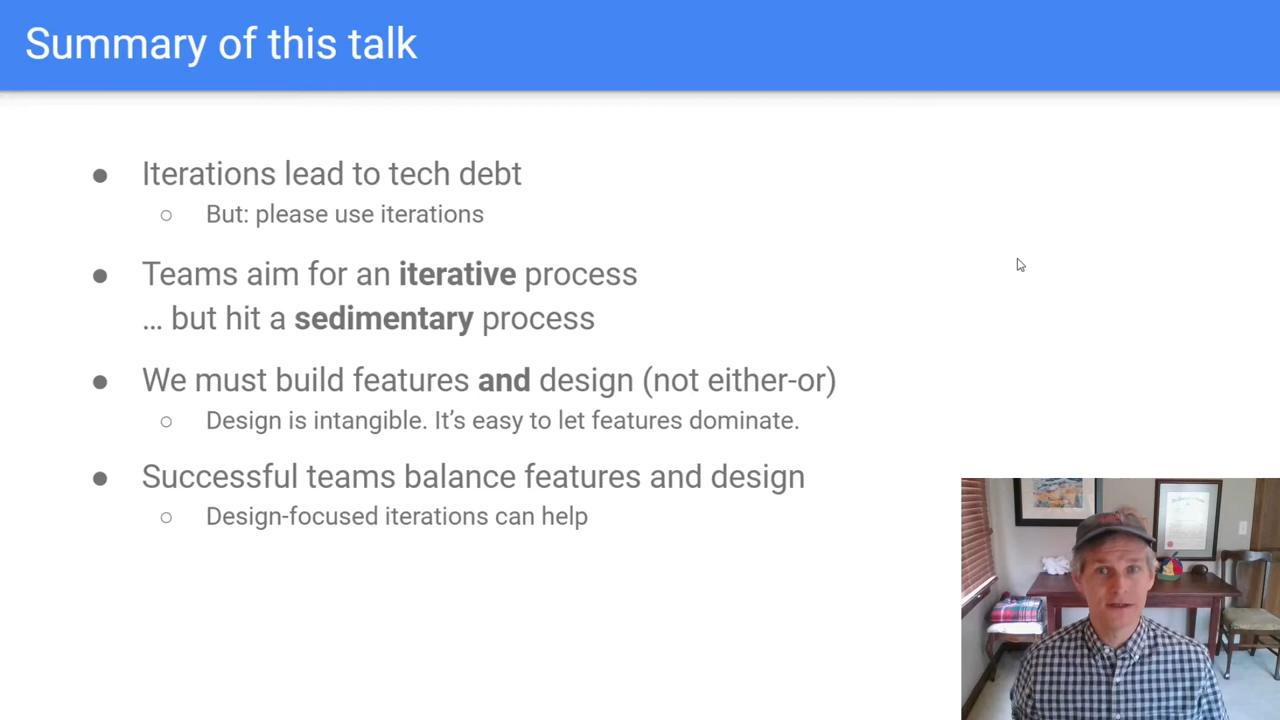 Summary of this talk
● Iterations lead to tech debt
○ But: please use iterations
● Teams aim for an iterative process
… but hit a sedimentary process
● We must build features and design (not either-or)
○ Design is intangible. It’s easy to let features dominate.
● Successful teams balance features and design
○ Design-focused iterations can help